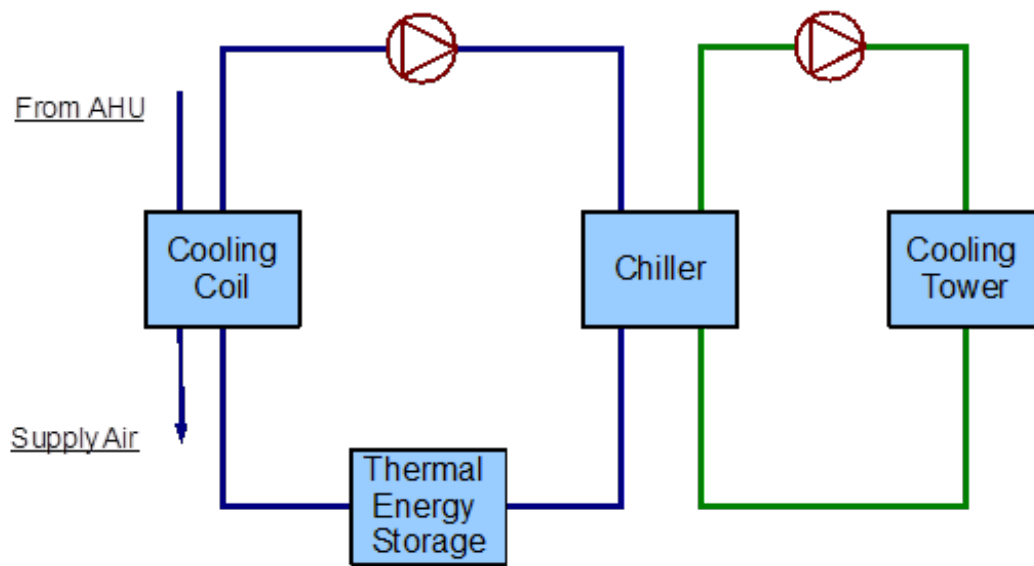 From AHU
Cooling
Coil
Chiller
Cooling
Tower
Supply Air
Thermal
Energy
Storage